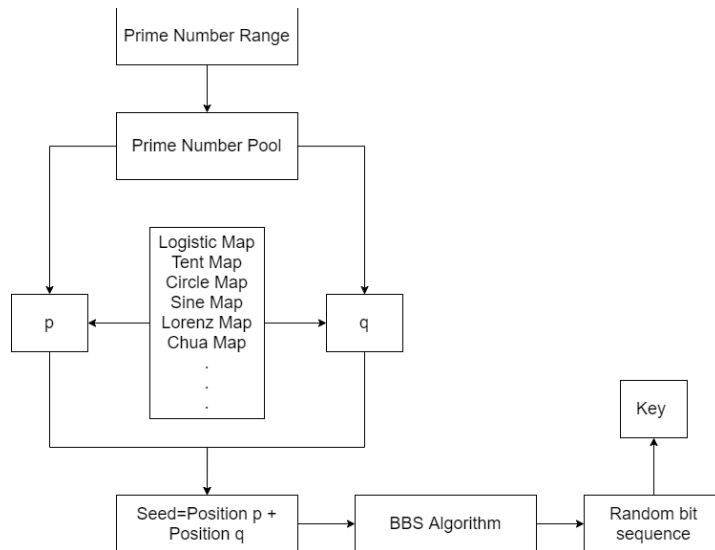 Prime Number Range
Prime Number Pool
Logistic Map
Tent Map
Circle Map
Sine Map
Lorenz Map
Chua Map
.
.
.
p
q
Key
Seed=Position p +
Position q
BBS Algorithm
Random bit
sequence